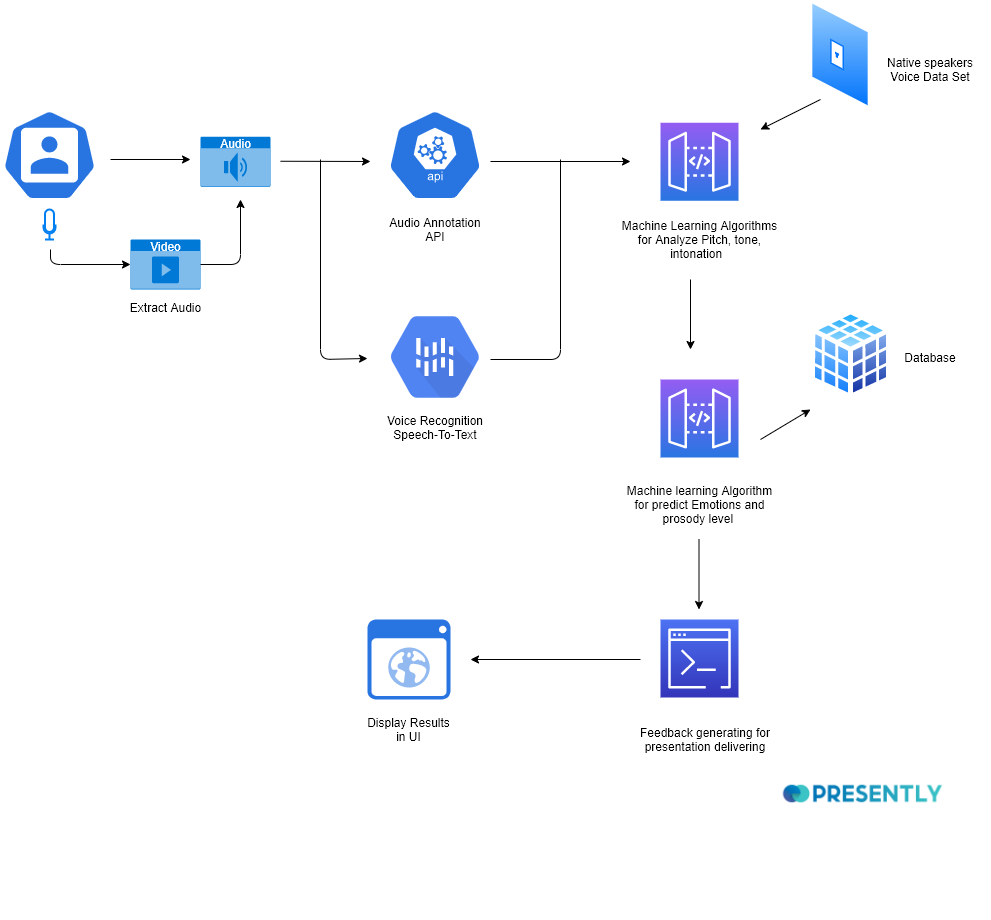 Native speakers
Voice Data Set
Audio
api
Audio Annotation
API
Machine Learning Algorithms
for Analyze Pitch, tone,
intonation
Video
Extract Audio
Voice Recognition
Speech-To-Text
Database
Machine learning Algorithm
for predict Emotions and
prosody level
Display Results
in UI
Feedback generating for
presentation delivering
PRESENTLY